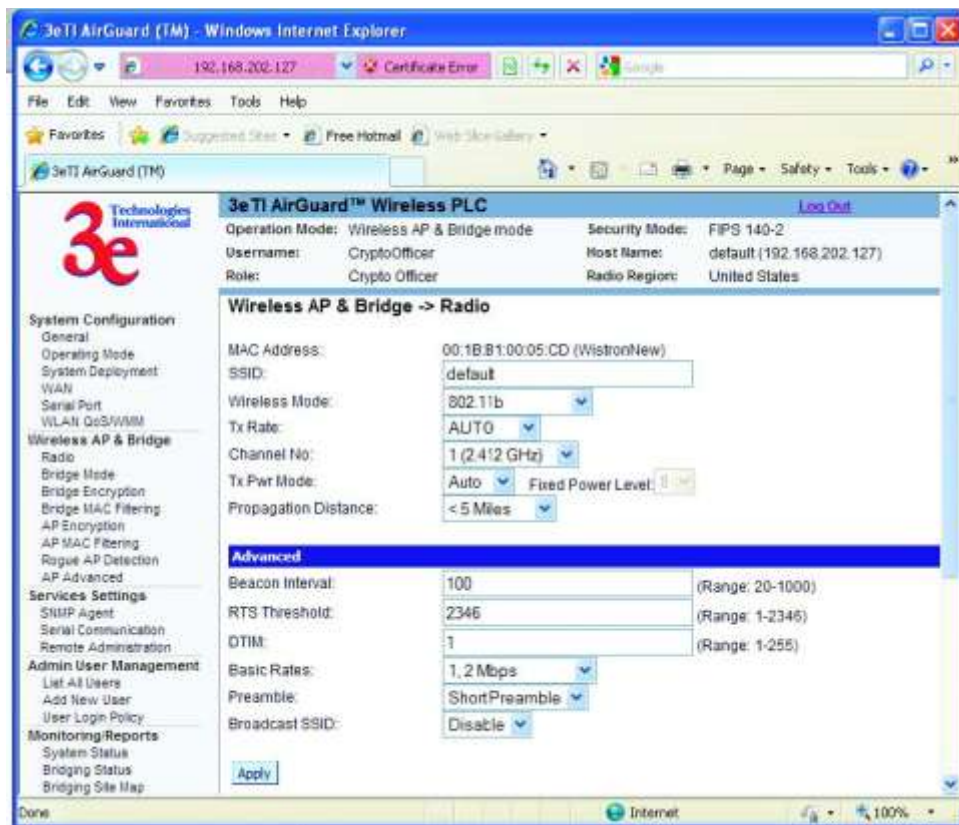 3eTI AirGuard (TM) - Windows Internet Explorer
192.168.202.127 Certificate Error Google
File Edit View Favorites Tools Help
Favorites Suggested Sites Free Hotmail Web Slice Gallery
3eTI AirGuard (TM) Page Safety Tools
3e Technologies International
3eTI AirGuard™ Wireless PLC Log Out
Operation Mode: Wireless AP & Bridge mode Security Mode: FIPS 140-2
Username: CryptoOfficer Host Name: default (192.168.202.127)
Role: Crypto Officer Radio Region: United States
System Configuration
General
Operating Mode
System Deployment
WAN
Serial Port
WLAN QoS/WMM
Wireless AP & Bridge
Radio
Bridge Mode
Bridge Encryption
Bridge MAC Filtering
AP Encryption
AP MAC Filtering
Rogue AP Detection
AP Advanced
Services Settings
SNMP Agent
Serial Communication
Remote Administration
Admin User Management
List All Users
Add New User
User Login Policy
Monitoring/Reports
System Status
Bridging Status
Bridging Site Map
Wireless AP & Bridge -> Radio
MAC Address: 00:1B:B1:00:05:CD (WistronNew)
SSID: default
Wireless Mode: 802.11b
Tx Rate: AUTO
Channel No: 1 (2.412 GHz)
Tx Pwr Mode: Auto Fixed Power Level:
Propagation Distance: < 5 Miles
Advanced
Beacon Interval: 100 (Range: 20-1000)
RTS Threshold: 2346 (Range: 1-2346)
DTIM: 1 (Range: 1-255)
Basic Rates: 1, 2 Mbps
Preamble: ShortPreamble
Broadcast SSID: Disable
Apply
Done Internet 100%